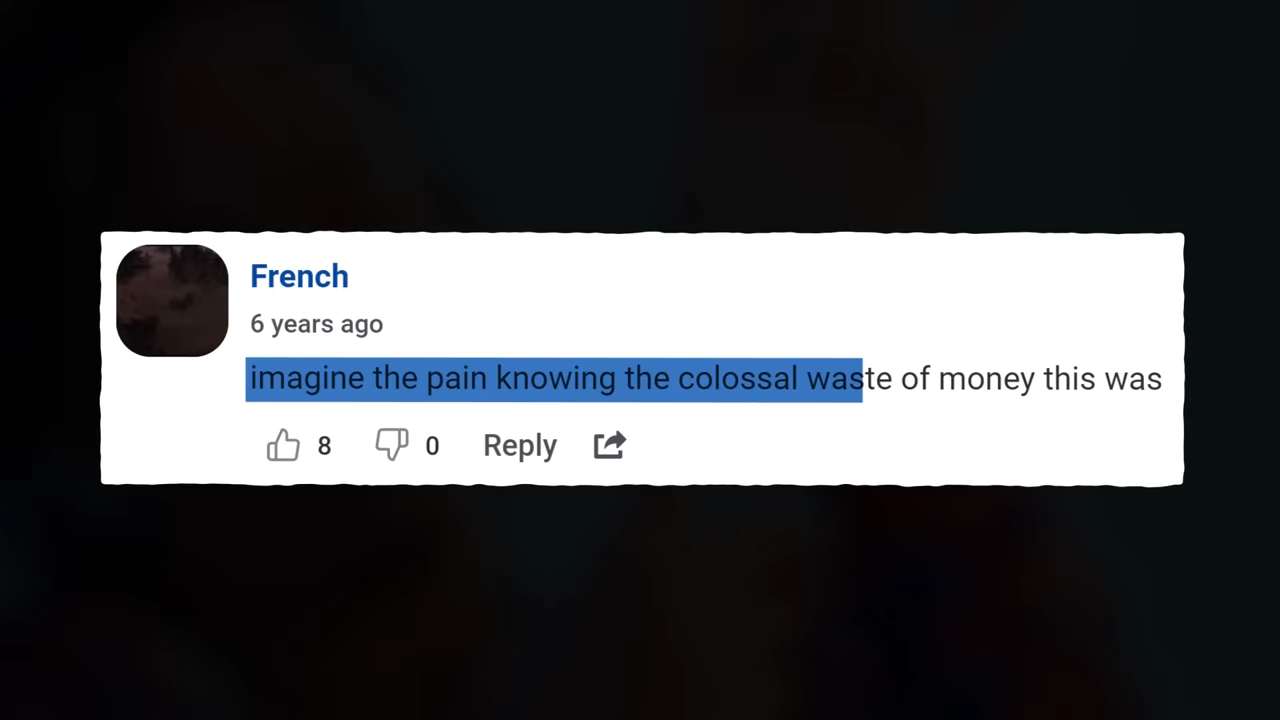 French
6 years ago
imagine the pain knowing the colossal waste of money this was
8 0 Reply